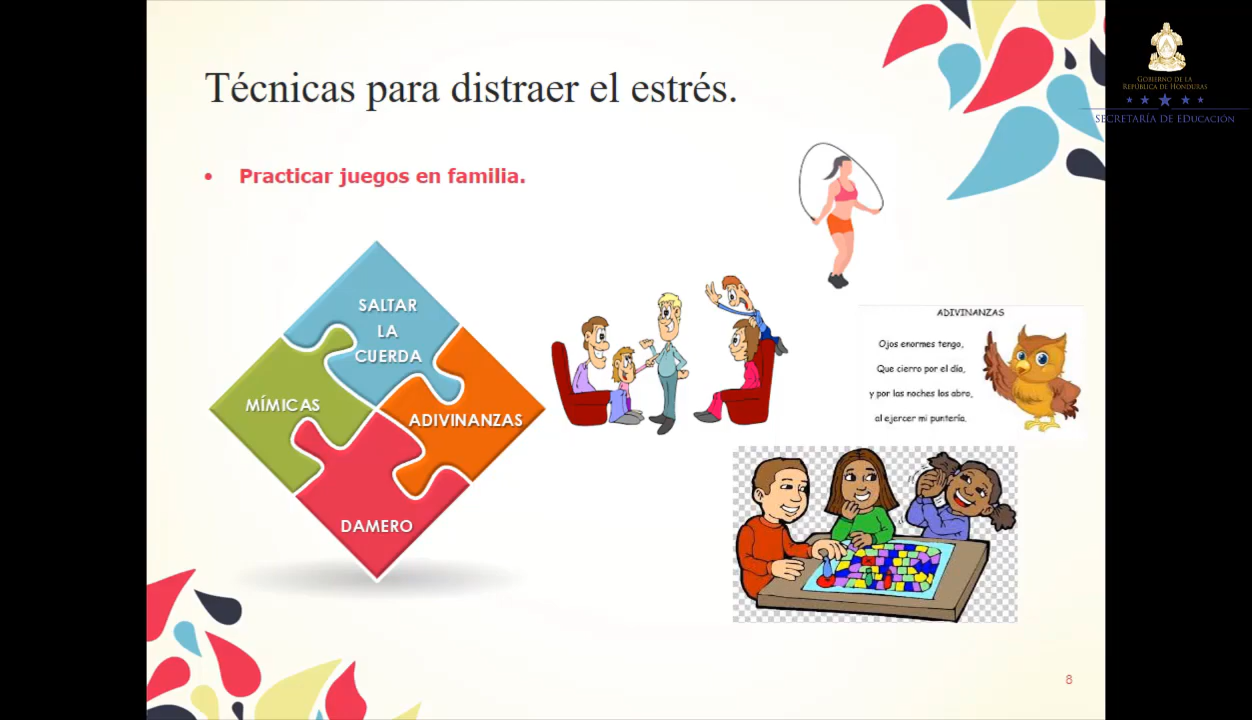 Técnicas para distraer el estrés.
• Practicar juegos en familia.
SALTAR
LA
CUERDA
MÍMICAS
ADIVINANZAS
DAMERO
ADIVINANZAS
Ojos enormes tengo,
Que cierro por el día,
y por las noches los abro,
al ejercer mi puntería.
8
GOBIERNO DE LA
REPÚBLICA DE HONDURAS
SECRETARÍA DE EDUCACIÓN